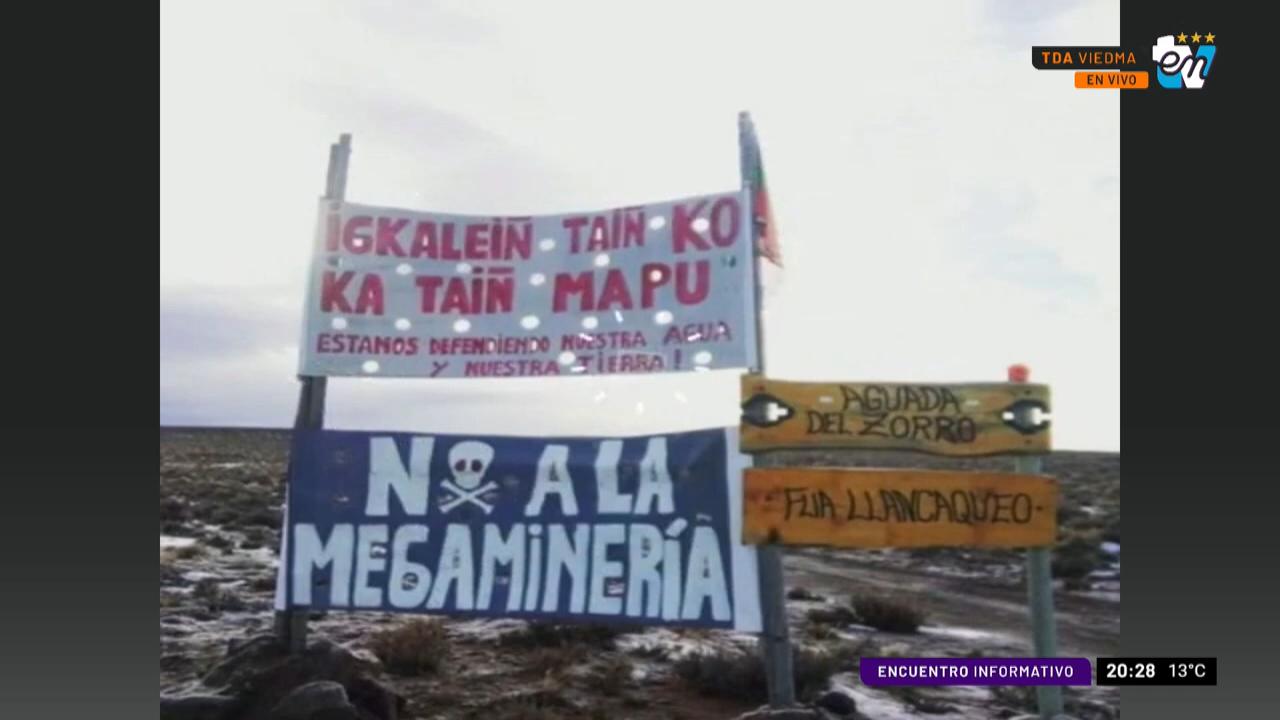 TDA VIEDMA
EN VIVO
em
IGKALEIÑ TAIÑ KO
KA TAIÑ MAPU
ESTAMOS DEFENDIENDO NUESTRA AGUA
Y NUESTRA TIERRA!
NO A LA
MEGAMINERÍA
AGUADA
DEL ZORRO
FLIA LLANCAQUEO-
ENCUENTRO INFORMATIVO
20:28 13°C